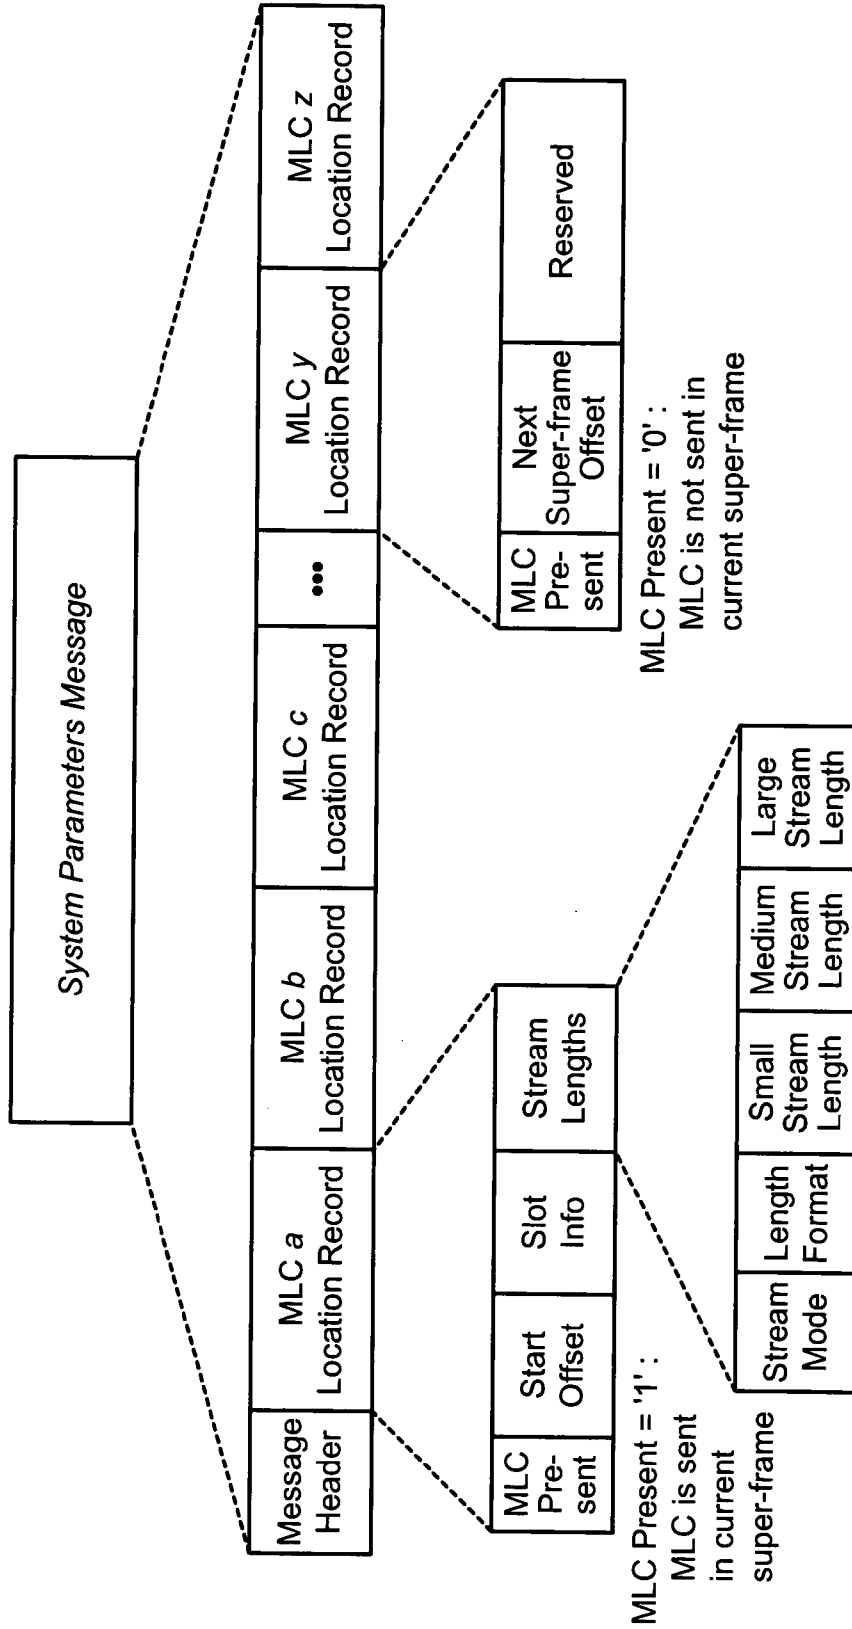 System Parameters Message
Message
Header
MLC a
Location Record
MLC b
Location Record
MLC c
Location Record
•••
MLC y
Location Record
MLC z
Location Record
MLC
Pre-
sent
Start
Offset
Slot
Info
Stream
Lengths
MLC Present = '1' :
MLC is sent
in current
super-frame
MLC
Pre-
sent
Next
Super-frame
Offset
Reserved
MLC Present = '0' :
MLC is not sent in
current super-frame
Stream
Mode
Length
Format
Small
Stream
Length
Medium
Stream
Length
Large
Stream
Length